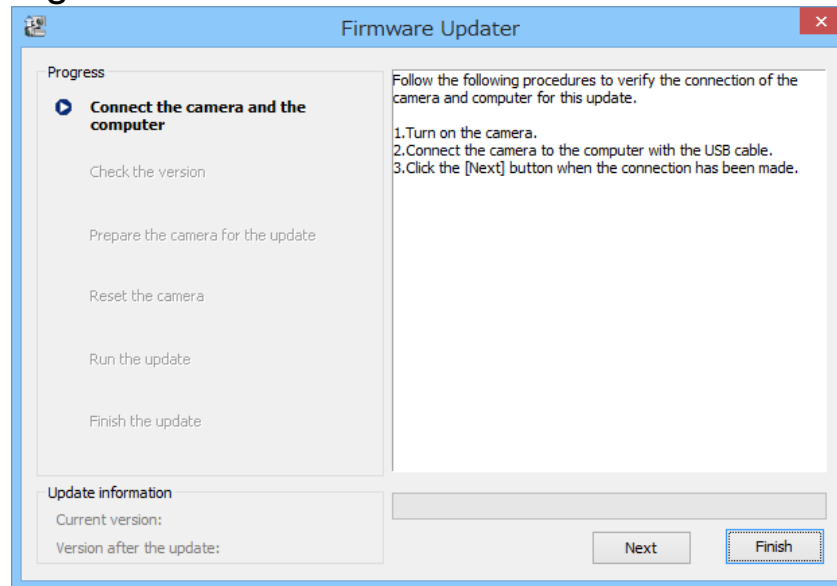 Firmware Updater
Progress
Connect the camera and the
computer
Check the version
Prepare the camera for the update
Reset the camera
Run the update
Finish the update
Follow the following procedures to verify the connection of the
camera and computer for this update.
1.Turn on the camera.
2.Connect the camera to the computer with the USB cable.
3.Click the [Next] button when the connection has been made.
Update information
Current version:
Version after the update:
Next
Finish